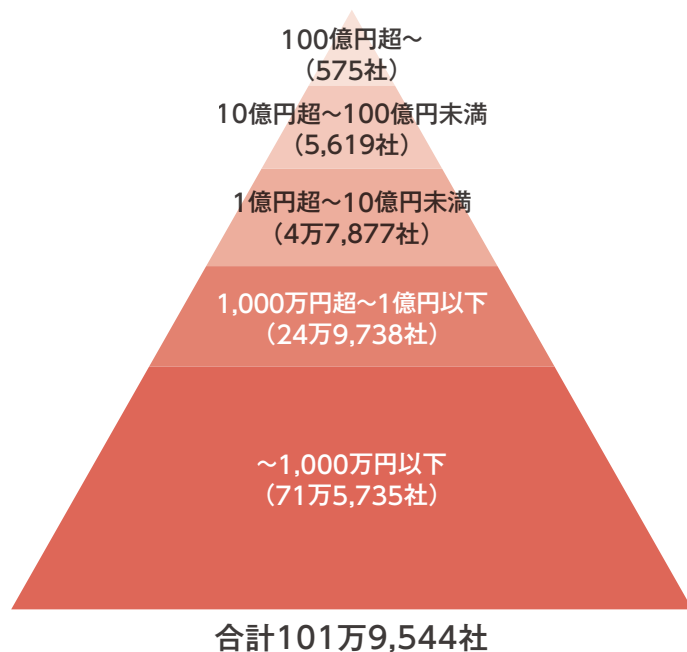 100億円超～
（575社）
10億円超～100億円未満
（5,619社）
1億円超～10億円未満
（4万7,877社）
1,000万円超～1億円以下
（24万9,738社）
～1,000万円以下
（71万5,735社）
合計101万9,544社